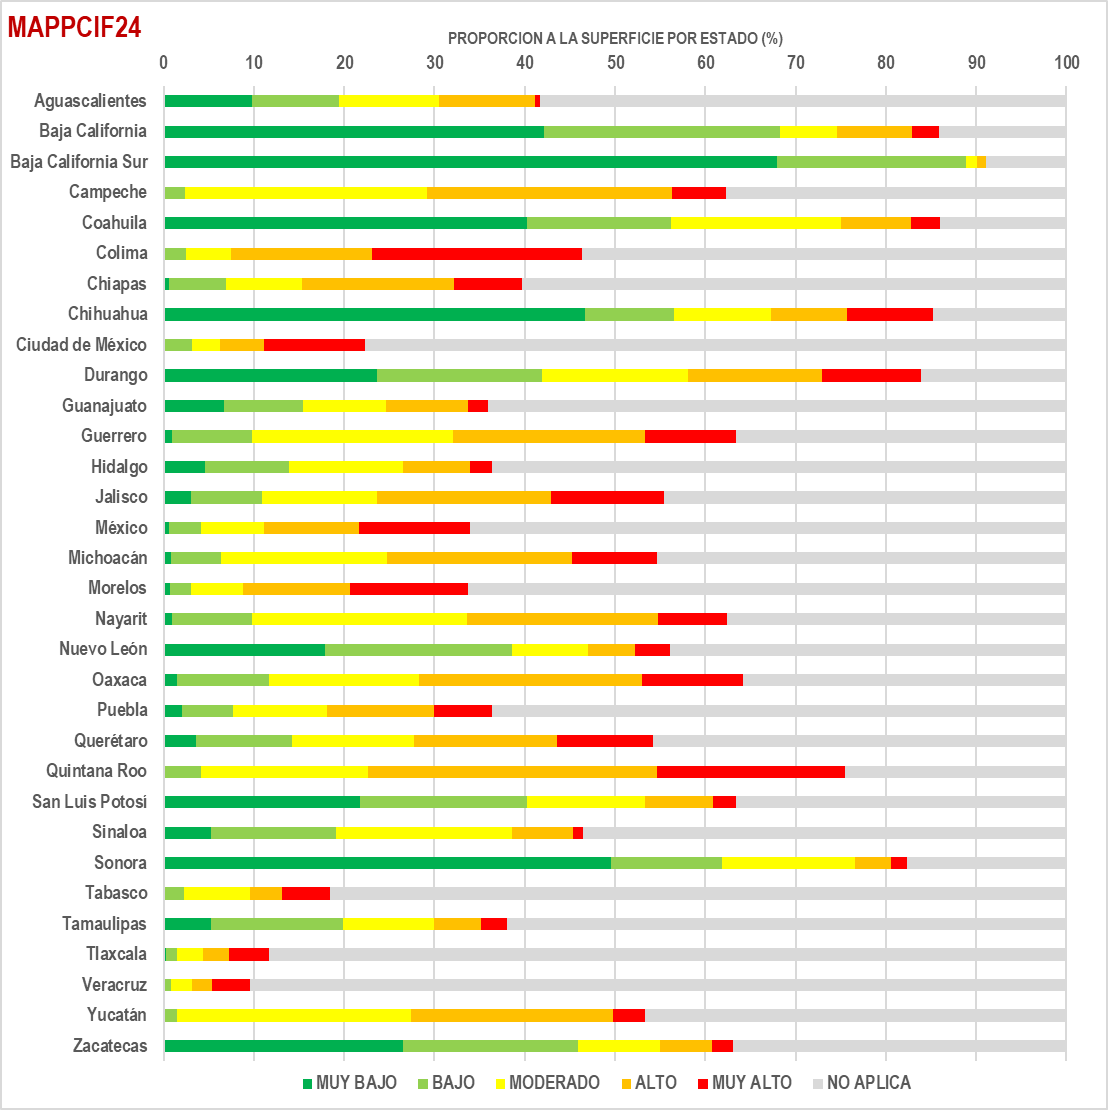 MAPPCIF24
PROPORCION A LA SUPERFICIE POR ESTADO (%)
0 10 20 30 40 50 60 70 80 90 100
Aguascalientes
Baja California
Baja California Sur
Campeche
Coahuila
Colima
Chiapas
Chihuahua
Ciudad de México
Durango
Guanajuato
Guerrero
Hidalgo
Jalisco
México
Michoacán
Morelos
Nayarit
Nuevo León
Oaxaca
Puebla
Querétaro
Quintana Roo
San Luis Potosí
Sinaloa
Sonora
Tabasco
Tamaulipas
Tlaxcala
Veracruz
Yucatán
Zacatecas
MUY BAJO BAJO MODERADO ALTO MUY ALTO NO APLICA